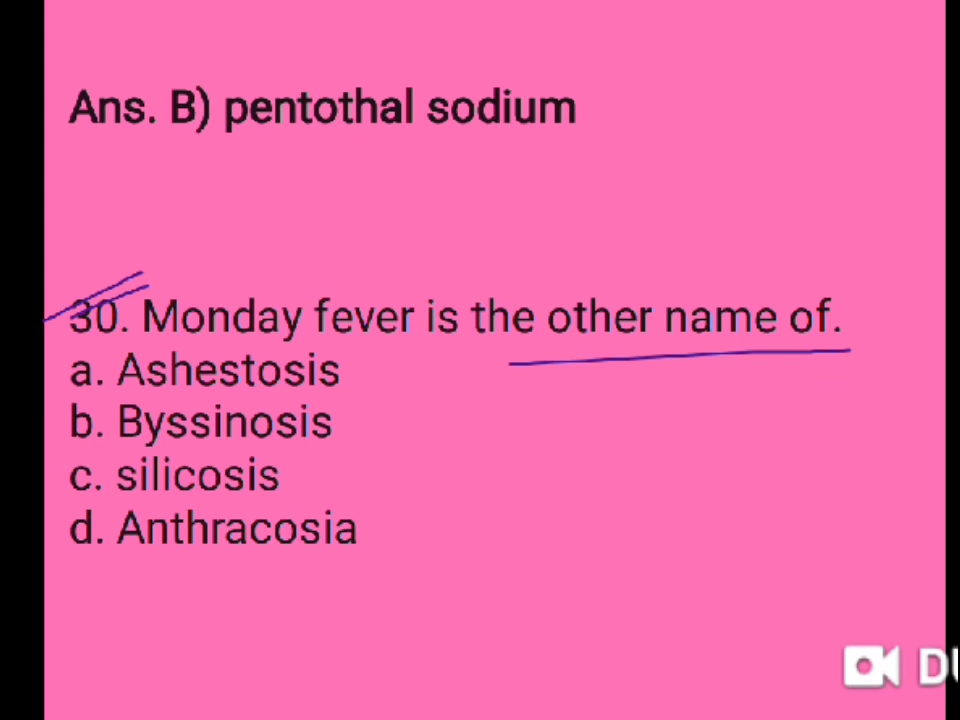 Ans. B) pentothal sodium
30. Monday fever is the other name of.
a. Ashestosis
b. Byssinosis
c. silicosis
d. Anthracosia